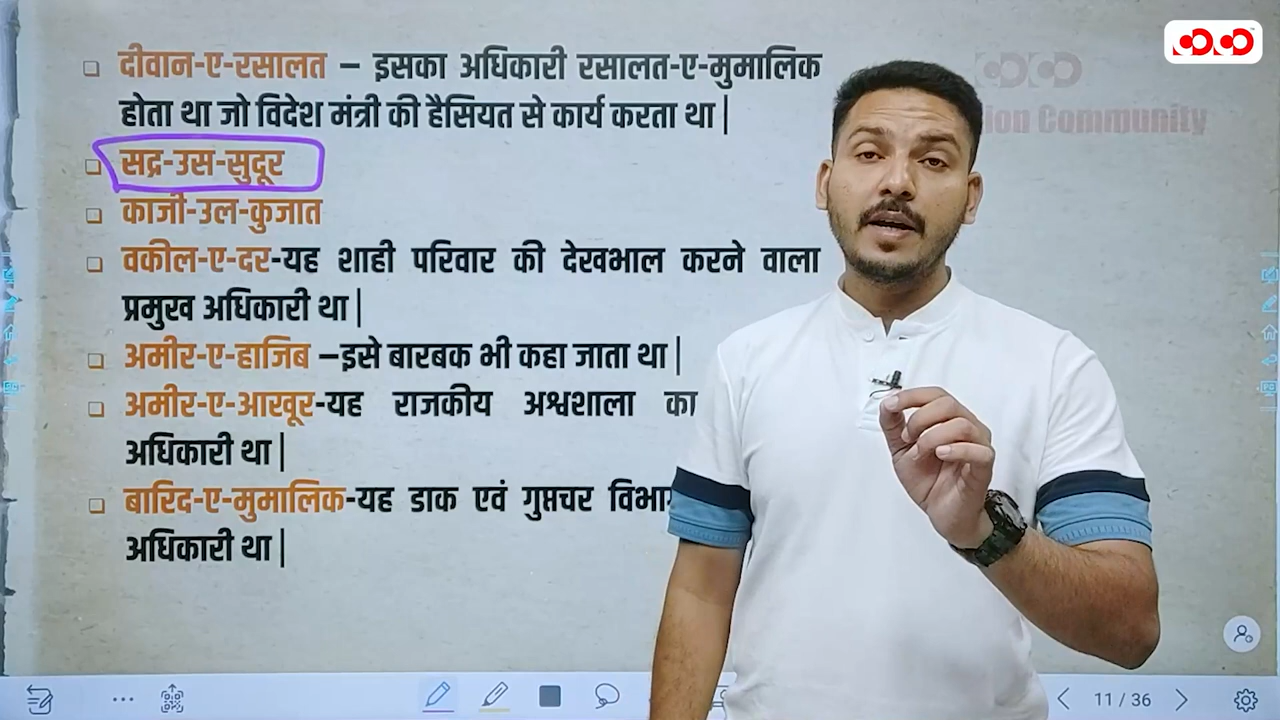 दीवान-ए-रसालत – इसका अधिकारी रसालत-ए-मुमालिक
होता था जो विदेश मंत्री की हैसियत से कार्य करता था |
सद्र-उस-सुदूर
काजी-उल-कुजात
वकील-ए-दर-यह शाही परिवार की देखभाल करने वाला
प्रमुख अधिकारी था |
अमीर-ए-हाजिब –इसे बारबक भी कहा जाता था |
अमीर-ए-आखूर-यह राजकीय अश्वशाला का
अधिकारी था |
बारिद-ए-मुमालिक-यह डाक एवं गुप्तचर
अधिकारी था |
Community
11 / 36